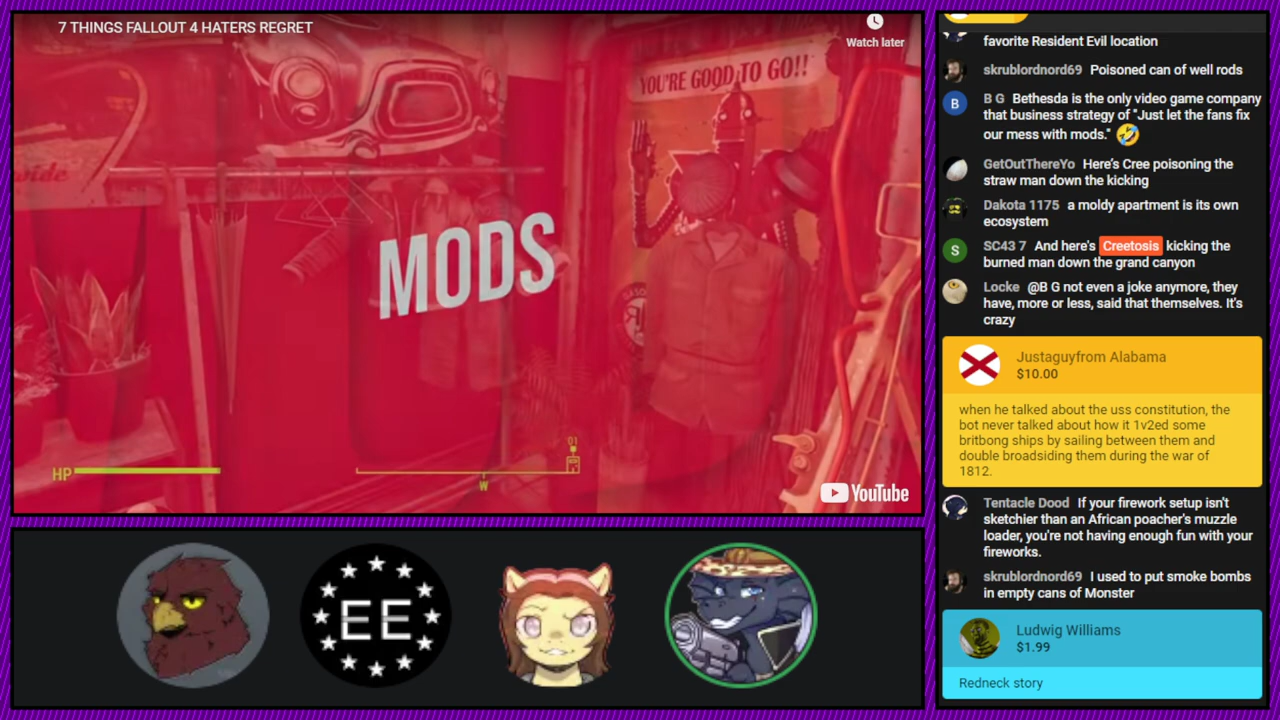 7 THINGS FALLOUT 4 HATERS REGRET
Watch later
YOU'RE GOOD TO GO!!
MODS
HP
W
01
YouTube
EE
favorite Resident Evil location
skrublordnord69 Poisoned can of well rods
B
B G Bethesda is the only video game company
that business strategy of "Just let the fans fix
our mess with mods." 🤣
GetOutThereYo Here's Cree poisoning the
straw man down the kicking
Dakota 1175 a moldy apartment is its own
ecosystem
S
SC43 7 And here's Creetosis kicking the
burned man down the grand canyon
Locke @B G not even a joke anymore, they
have, more or less, said that themselves. It's
crazy
Justaguyfrom Alabama
$10.00
when he talked about the uss constitution, the
bot never talked about how it 1v2ed some
britbong ships by sailing between them and
double broadsiding them during the war of
1812.
Tentacle Dood If your firework setup isn't
sketchier than an African poacher's muzzle
loader, you're not having enough fun with your
fireworks.
skrublordnord69 I used to put smoke bombs
in empty cans of Monster
Ludwig Williams
$1.99
Redneck story